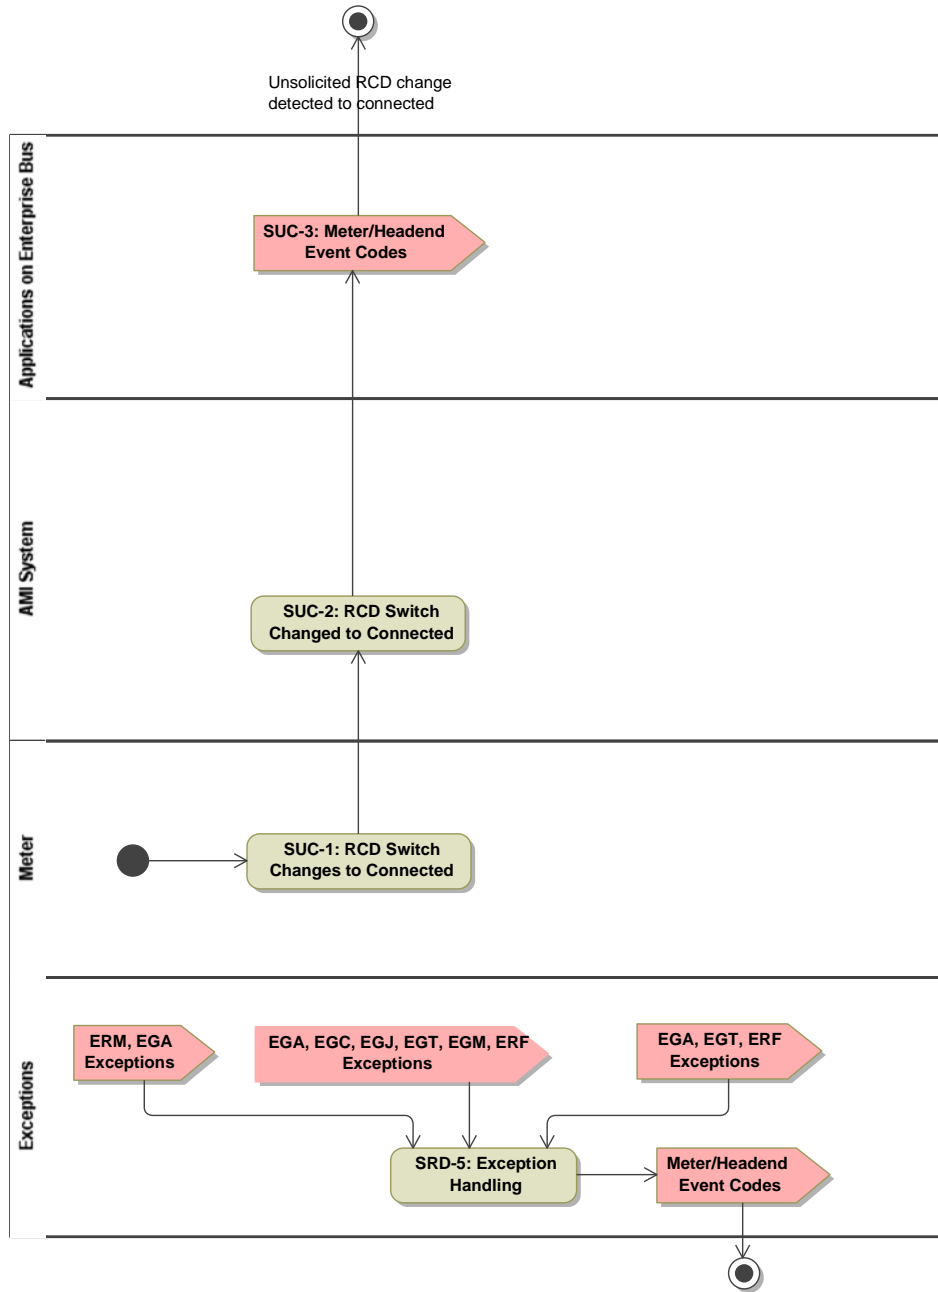 Unsolicited RCD change
detected to connected
Applications on Enterprise Bus
SUC-3: Meter/Headend
Event Codes
AMI System
SUC-2: RCD Switch
Changed to Connected
Meter
SUC-1: RCD Switch
Changes to Connected
Exceptions
ERM, EGA
Exceptions
EGA, EGC, EGJ, EGT, EGM, ERF
Exceptions
EGA, EGT, ERF
Exceptions
SRD-5: Exception
Handling
Meter/Headend
Event Codes